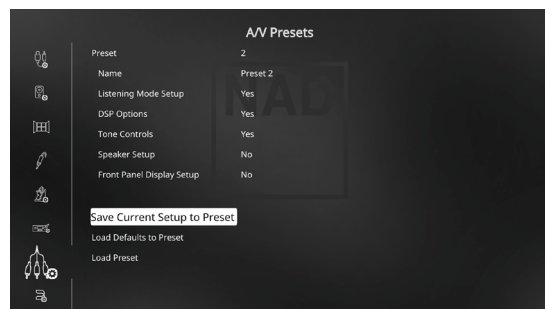 A/V Presets
Preset 2
Name Preset 2
Listening Mode Setup Yes
DSP Options Yes
Tone Controls Yes
Speaker Setup No
Front Panel Display Setup No
NAD
Save Current Setup to Preset
Load Defaults to Preset
Load Preset